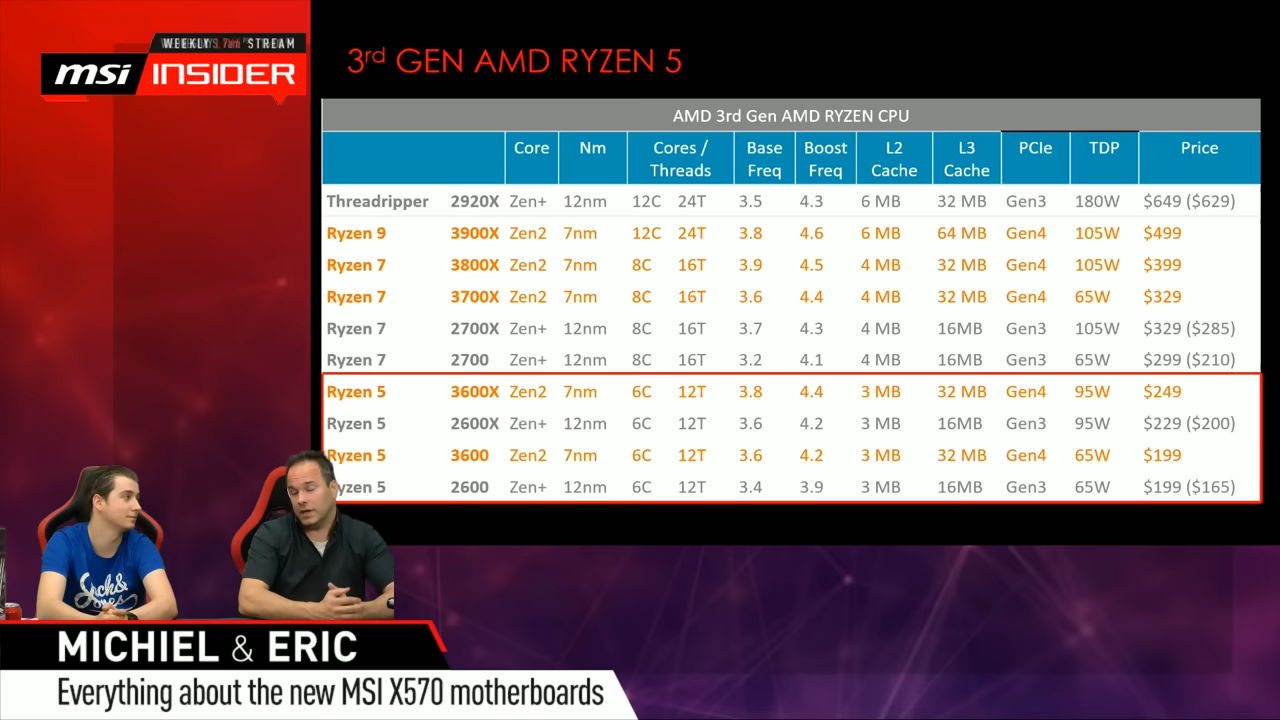 WEEKLY STREAM
msi INSIDER
3rd GEN AMD RYZEN 5
AMD 3rd Gen AMD RYZEN CPU
Core Nm Cores / Threads Base Freq Boost Freq L2 Cache L3 Cache PCIe TDP Price
Threadripper 2920X Zen+ 12nm 12C 24T 3.5 4.3 6 MB 32 MB Gen3 180W $649 ($629)
Ryzen 9 3900X Zen2 7nm 12C 24T 3.8 4.6 6 MB 64 MB Gen4 105W $499
Ryzen 7 3800X Zen2 7nm 8C 16T 3.9 4.5 4 MB 32 MB Gen4 105W $399
Ryzen 7 3700X Zen2 7nm 8C 16T 3.6 4.4 4 MB 32 MB Gen4 65W $329
Ryzen 7 2700X Zen+ 12nm 8C 16T 3.7 4.3 4 MB 16MB Gen3 105W $329 ($285)
Ryzen 7 2700 Zen+ 12nm 8C 16T 3.2 4.1 4 MB 16MB Gen3 65W $299 ($210)
Ryzen 5 3600X Zen2 7nm 6C 12T 3.8 4.4 3 MB 32 MB Gen4 95W $249
Ryzen 5 2600X Zen+ 12nm 6C 12T 3.6 4.2 3 MB 16MB Gen3 95W $229 ($200)
Ryzen 5 3600 Zen2 7nm 6C 12T 3.6 4.2 3 MB 32 MB Gen4 65W $199
yzen 5 2600 Zen+ 12nm 6C 12T 3.4 3.9 3 MB 16MB Gen3 65W $199 ($165)
MICHIEL & ERIC
Everything about the new MSI X570 motherboards